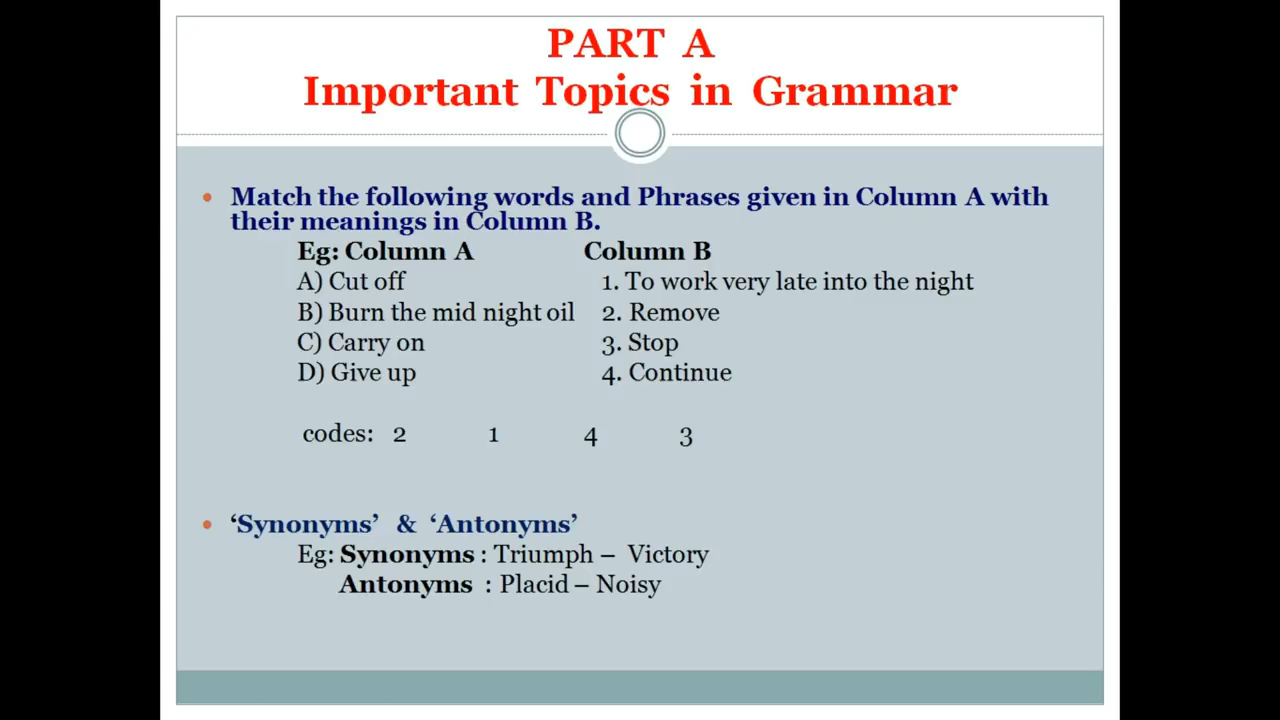 PART A
Important Topics in Grammar
• Match the following words and Phrases given in Column A with
their meanings in Column B.
Eg: Column A Column B
A) Cut off 1. To work very late into the night
B) Burn the mid night oil 2. Remove
C) Carry on 3. Stop
D) Give up 4. Continue
codes: 2 1 4 3
• ‘Synonyms’ & ‘Antonyms’
Eg: Synonyms : Triumph – Victory
Antonyms : Placid – Noisy